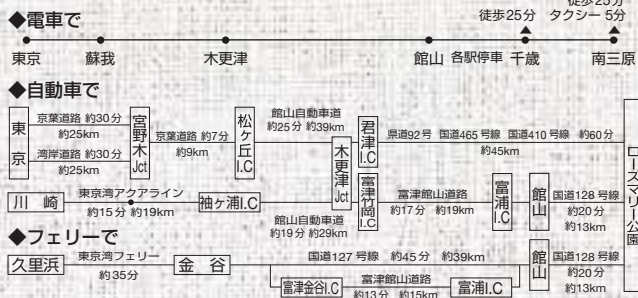 ◆電車で
徒歩25分
徒歩25分 タクシー 5分
東京 蘇我 木更津 館山 各駅停車 千歳 南三原
◆自動車で
東京
京葉道路 約30分
約25km
湾岸道路 約30分
約25km
宮野木Jct
京葉道路 約7分
約9km
松ヶ丘I.C
館山自動車道
約25分 約39km
木更津Jct
君津I.C
県道92号 国道465号線 国道410号線 約60分
約45km
ローズマリー公園
川崎
東京湾アクアライン
約15分 約19km
袖ヶ浦I.C
館山自動車道
約19分 約29km
富津竹岡I.C
富津館山道路
約17分 約19km
富浦I.C
館山
国道128号線
約20分
約13km
◆フェリーで
久里浜
東京湾フェリー
約35分
金谷
国道127号線 約45分 約39km
富津金谷I.C
富津館山道路
約13分 約15km
富浦I.C
館山
国道128号線
約20分
約13km